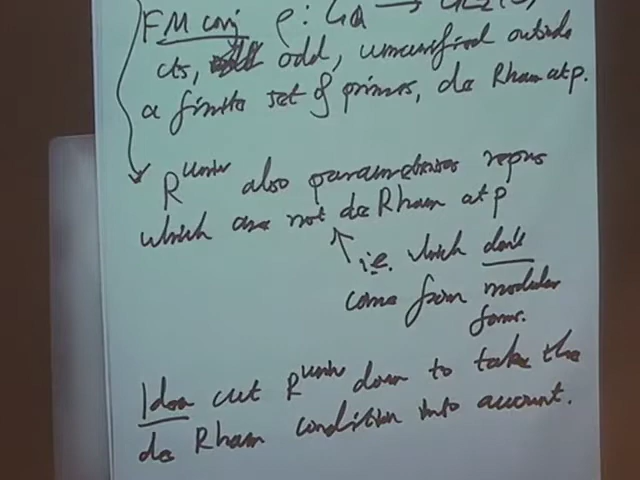 FM conj ρ: G_Q → GL₂(
cts, odd, unramified outside
a finite set of primes, de Rham at p.
R^univ also parametrises repns
which are not de Rham at p
i.e. which don't
come from modular
forms.
Idea cut R^univ down to take the
de Rham condition into account.